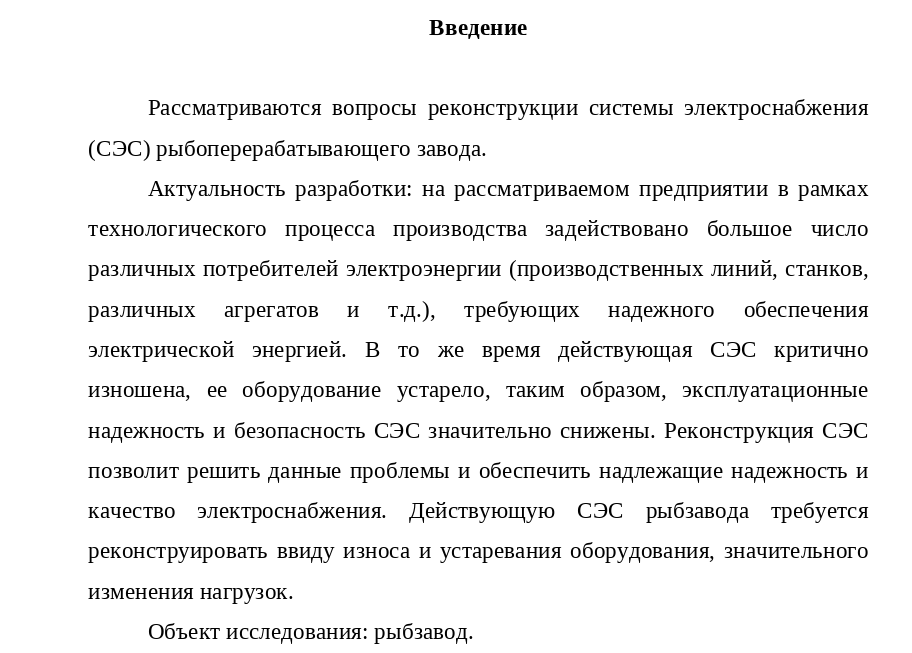 Введение
Рассматриваются вопросы реконструкции системы электроснабжения
(СЭС) рыбоперерабатывающего завода.
Актуальность разработки: на рассматриваемом предприятии в рамках
технологического процесса производства задействовано большое число
различных потребителей электроэнергии (производственных линий, станков,
различных агрегатов и т.д.), требующих надежного обеспечения
электрической энергией. В то же время действующая СЭС критично
изношена, ее оборудование устарело, таким образом, эксплуатационные
надежность и безопасность СЭС значительно снижены. Реконструкция СЭС
позволит решить данные проблемы и обеспечить надлежащие надежность и
качество электроснабжения. Действующую СЭС рыбзавода требуется
реконструировать ввиду износа и устаревания оборудования, значительного
изменения нагрузок.
Объект исследования: рыбзавод.